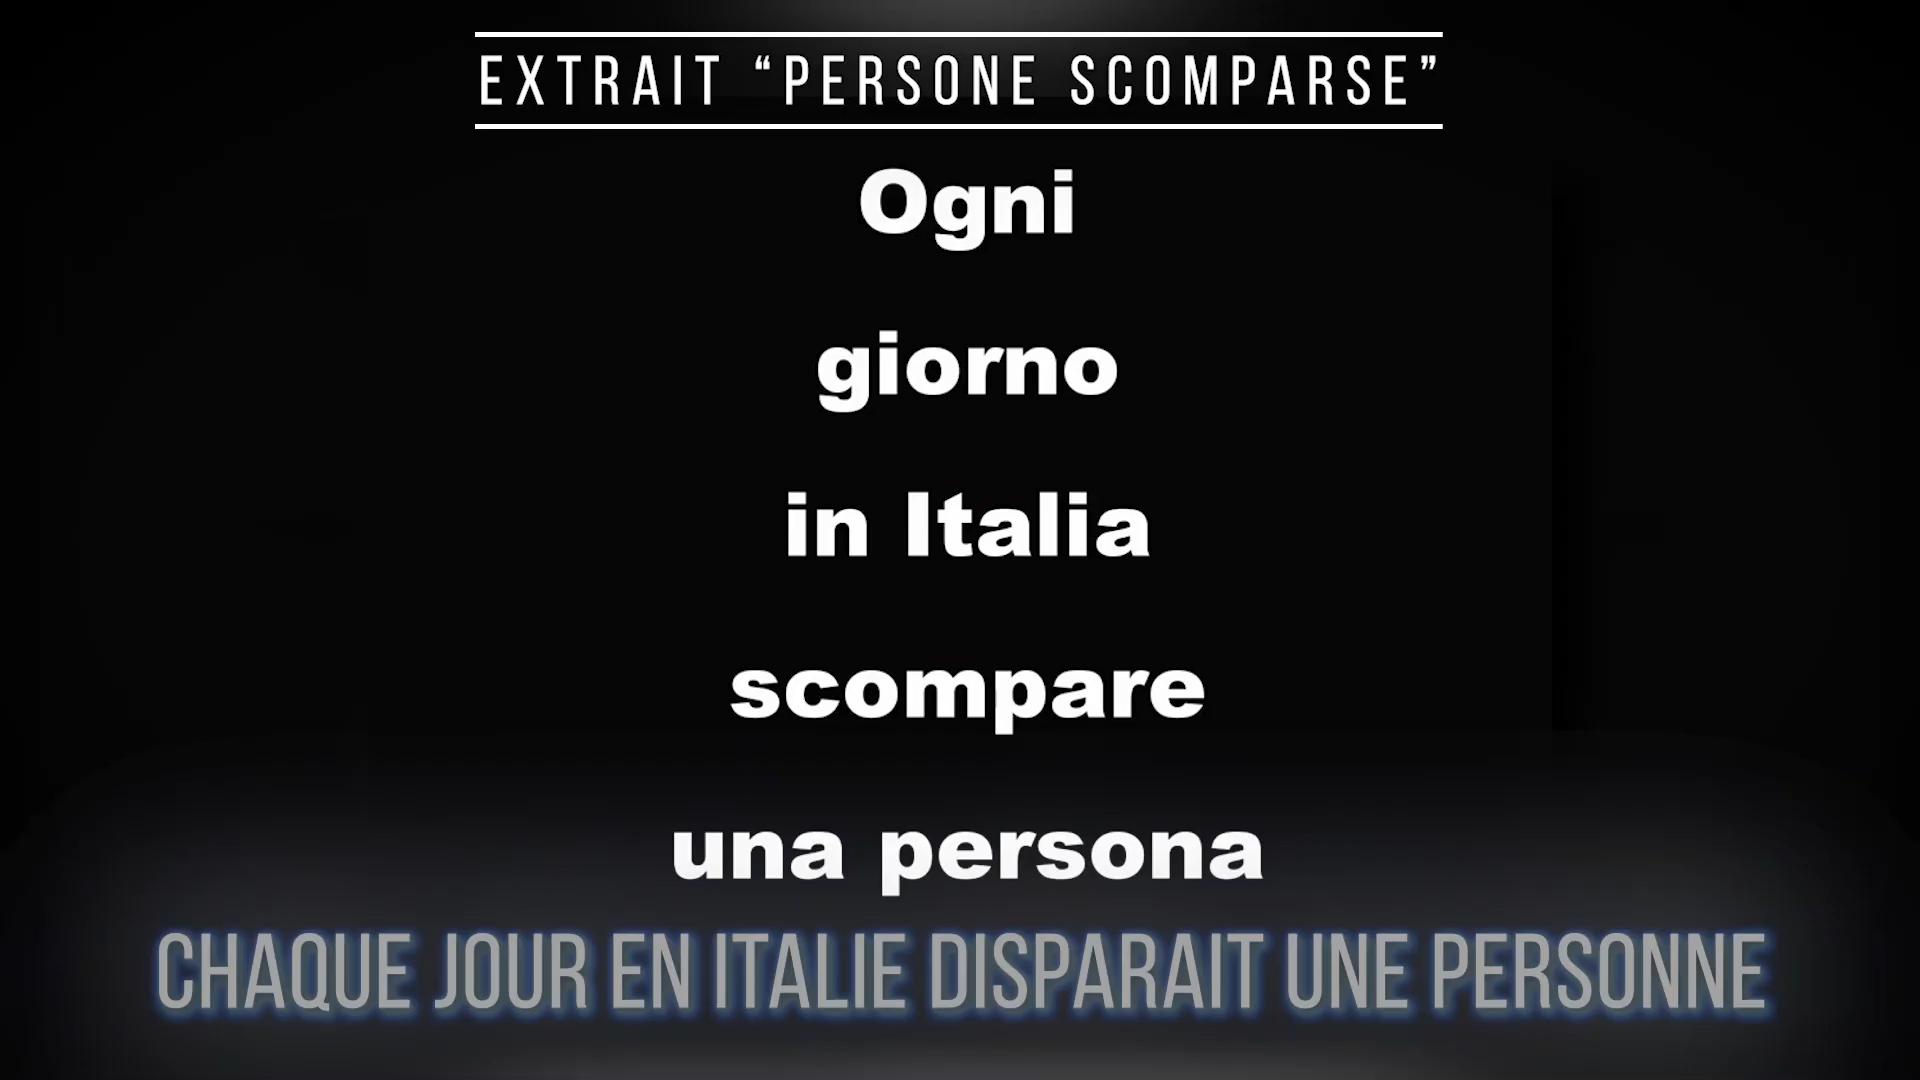 EXTRAIT “PERSONE SCOMPARSE”
Ogni
giorno
in Italia
scompare
una persona
CHAQUE JOUR EN ITALIE DISPARAIT UNE PERSONNE